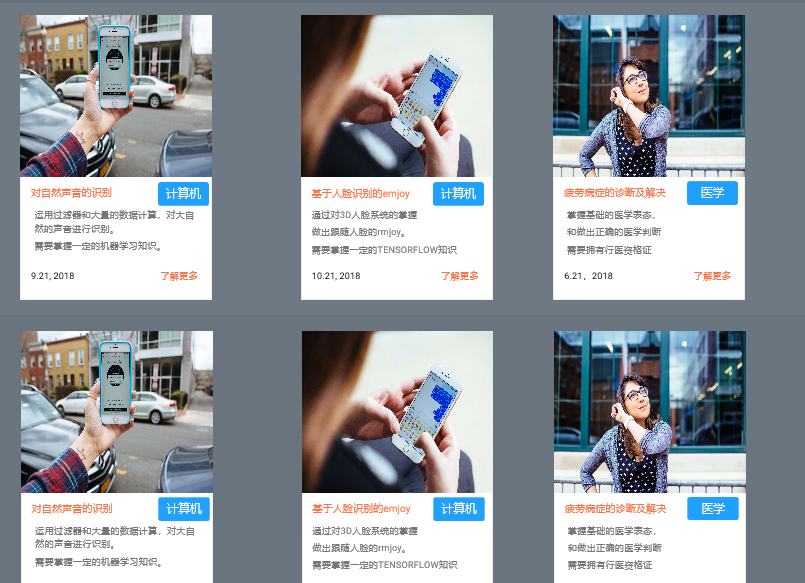 对自然声音的识别
计算机
运用过滤器和大量的数据计算，对大自
然的声音进行识别。
需要掌握一定的机器学习知识。
9.21, 2018
了解更多
基于人脸识别的emjoy
计算机
通过对3D人脸系统的掌握
做出跟随人脸的rmjoy。
需要掌握一定的TENSORFLOW知识
10.21, 2018
了解更多
疲劳病症的诊断及解决
医学
掌握基础的医学表态，
和做出正确的医学判断
需要拥有行医资格证
6.21，2018
了解更多
对自然声音的识别
计算机
运用过滤器和大量的数据计算，对大自
然的声音进行识别。
需要掌握一定的机器学习知识。
基于人脸识别的emjoy
计算机
通过对3D人脸系统的掌握
做出跟随人脸的rmjoy。
需要掌握一定的TENSORFLOW知识
疲劳病症的诊断及解决
医学
掌握基础的医学表态，
和做出正确的医学判断
需要拥有行医资格证